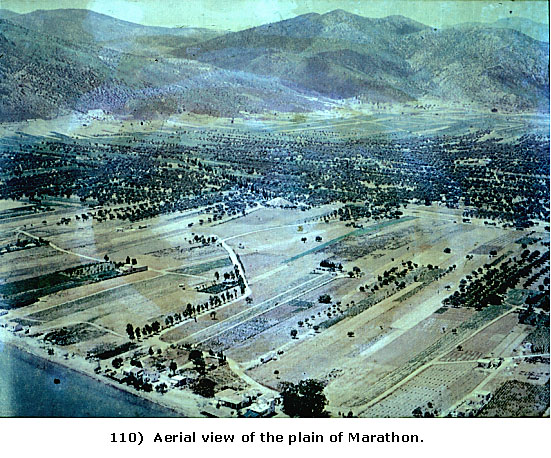 110) Aerial view of the plain of Marathon.